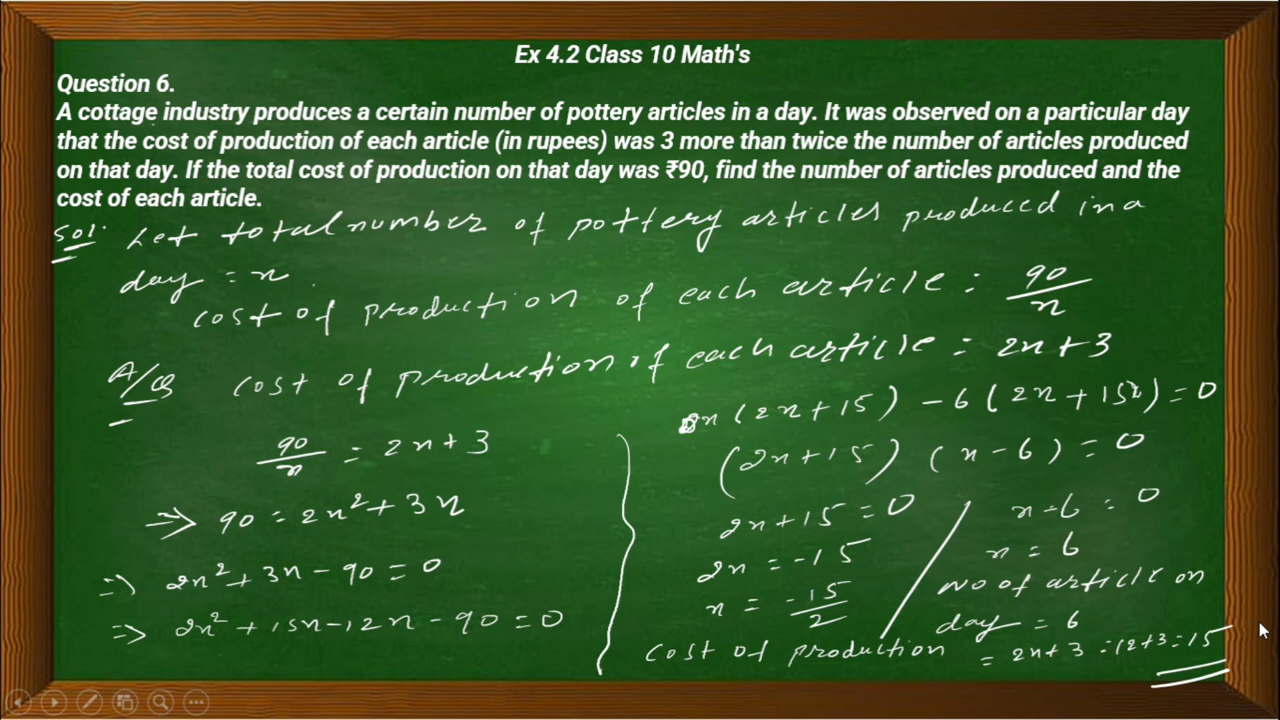 Ex 4.2 Class 10 Math's
Question 6.
A cottage industry produces a certain number of pottery articles in a day. It was observed on a particular day
that the cost of production of each article (in rupees) was 3 more than twice the number of articles produced
on that day. If the total cost of production on that day was ₹90, find the number of articles produced and the
cost of each article.
Sol. Let total number of pottery articles produced in a
day = x
cost of production of each article = 90/x
A/cq cost of production of each article = 2x+3
90/x = 2x+3
⇒ 90 = 2x²+3x
⇒ 2x²+3x-90=0
⇒ 2x²+15x-12x-90=0
x(2x+15) -6(2x+15)=0
(2x+15) (x-6)=0
2x+15=0
2x = -15
x = -15/2
x-6=0
x=6
No of article on
day = 6
cost of production = 2x+3 =12+3=15